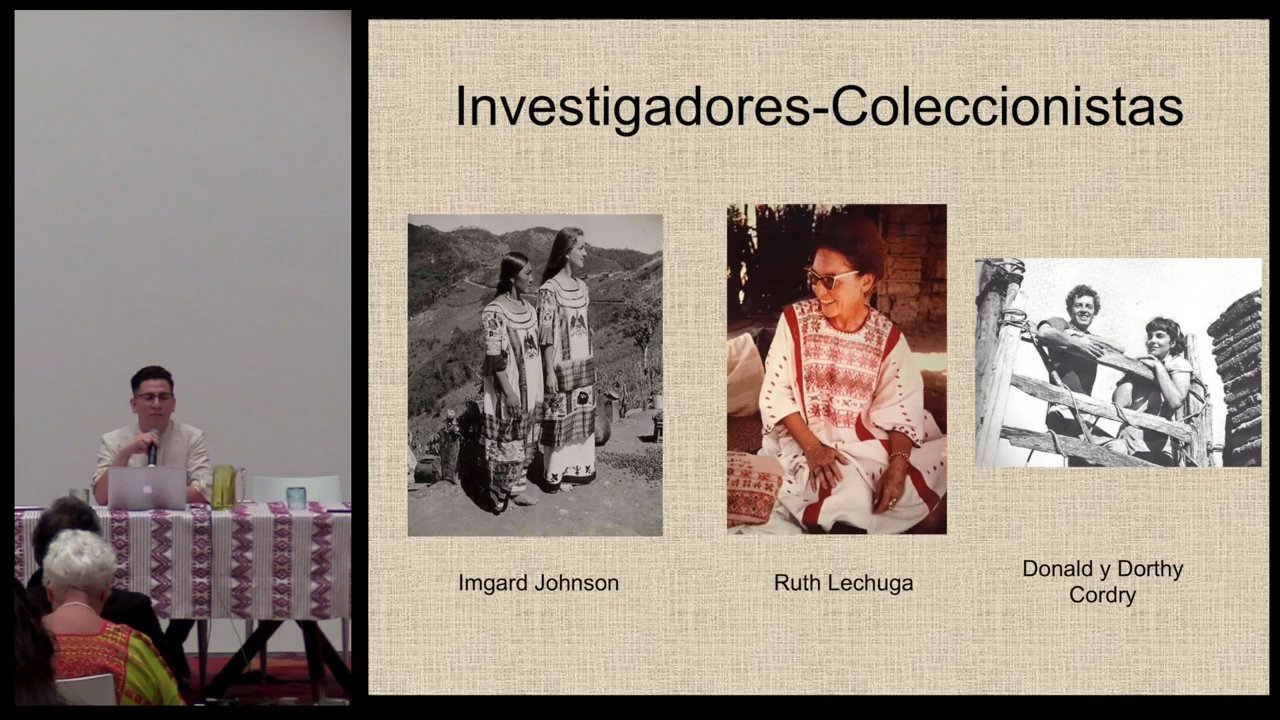 Investigadores-Coleccionistas
Imgard Johnson
Ruth Lechuga
Donald y Dorthy
Cordry